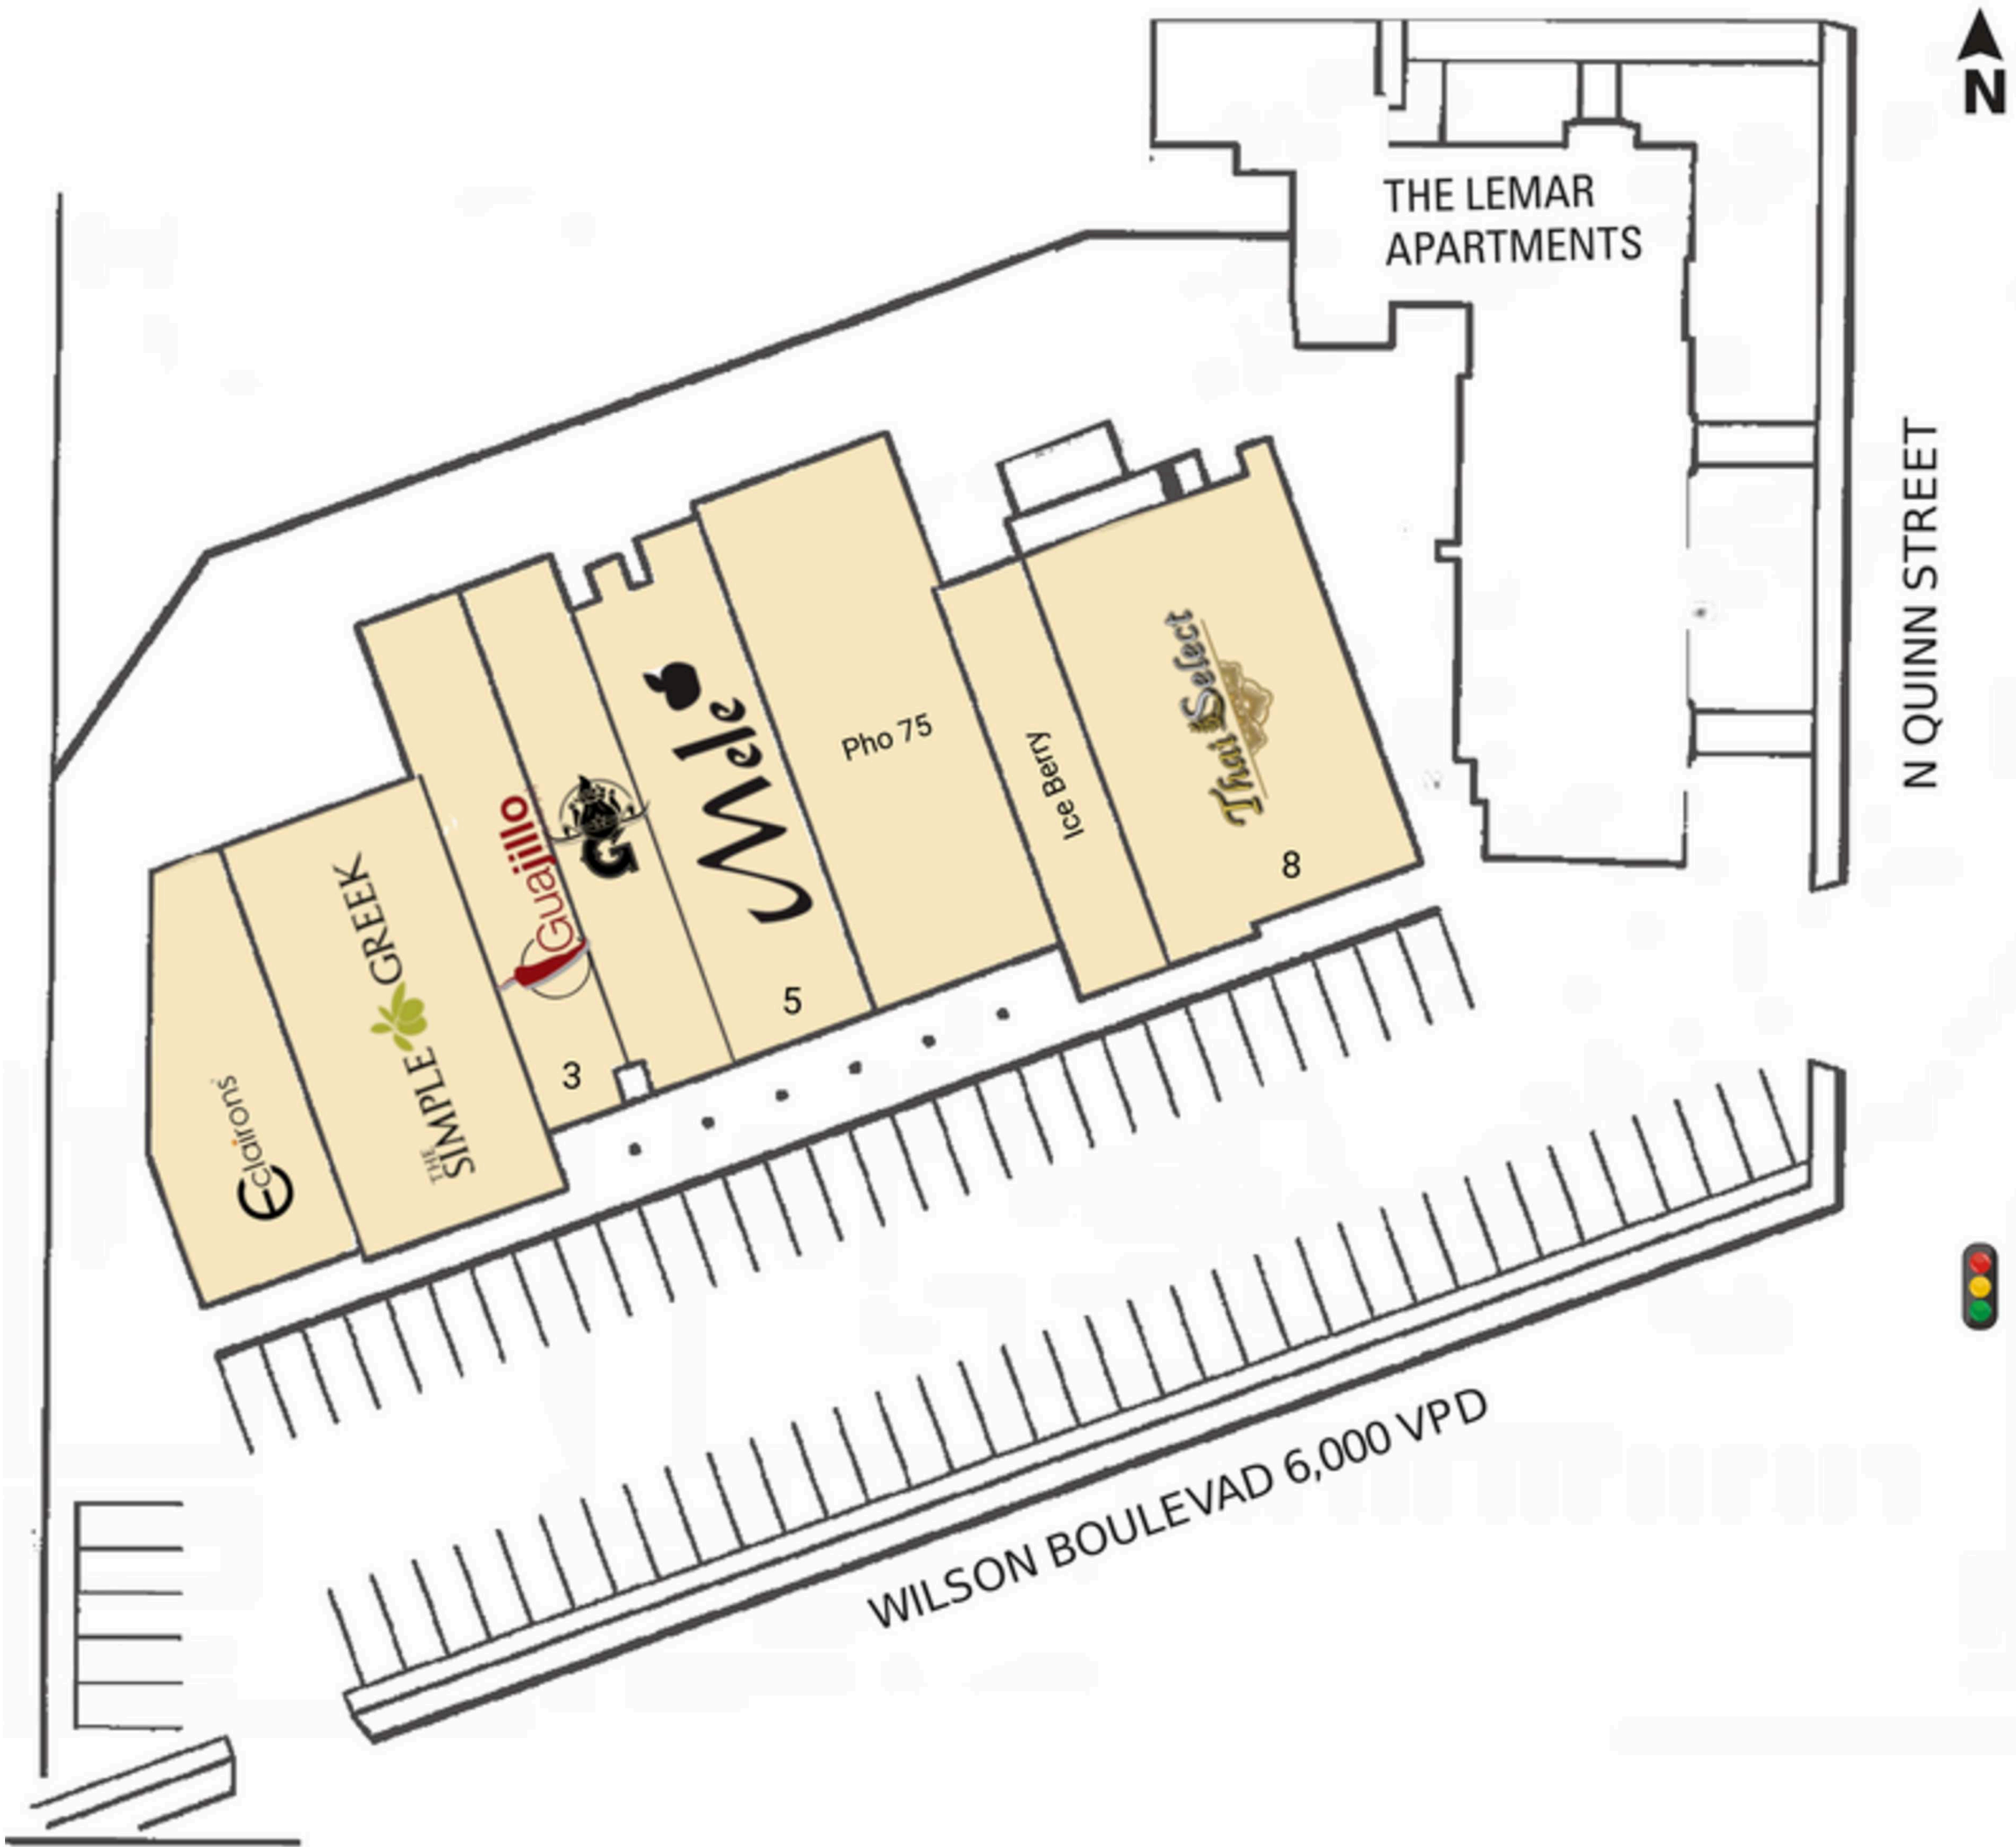 N
THE LEMAR
APARTMENTS
N QUINN STREET
Eclairons
THE
SIMPLE GREEK
Guajillo
3
G
Mele
5
Pho 75
Ice Berry
Thai Select
8
WILSON BOULEVAD 6,000 VPD